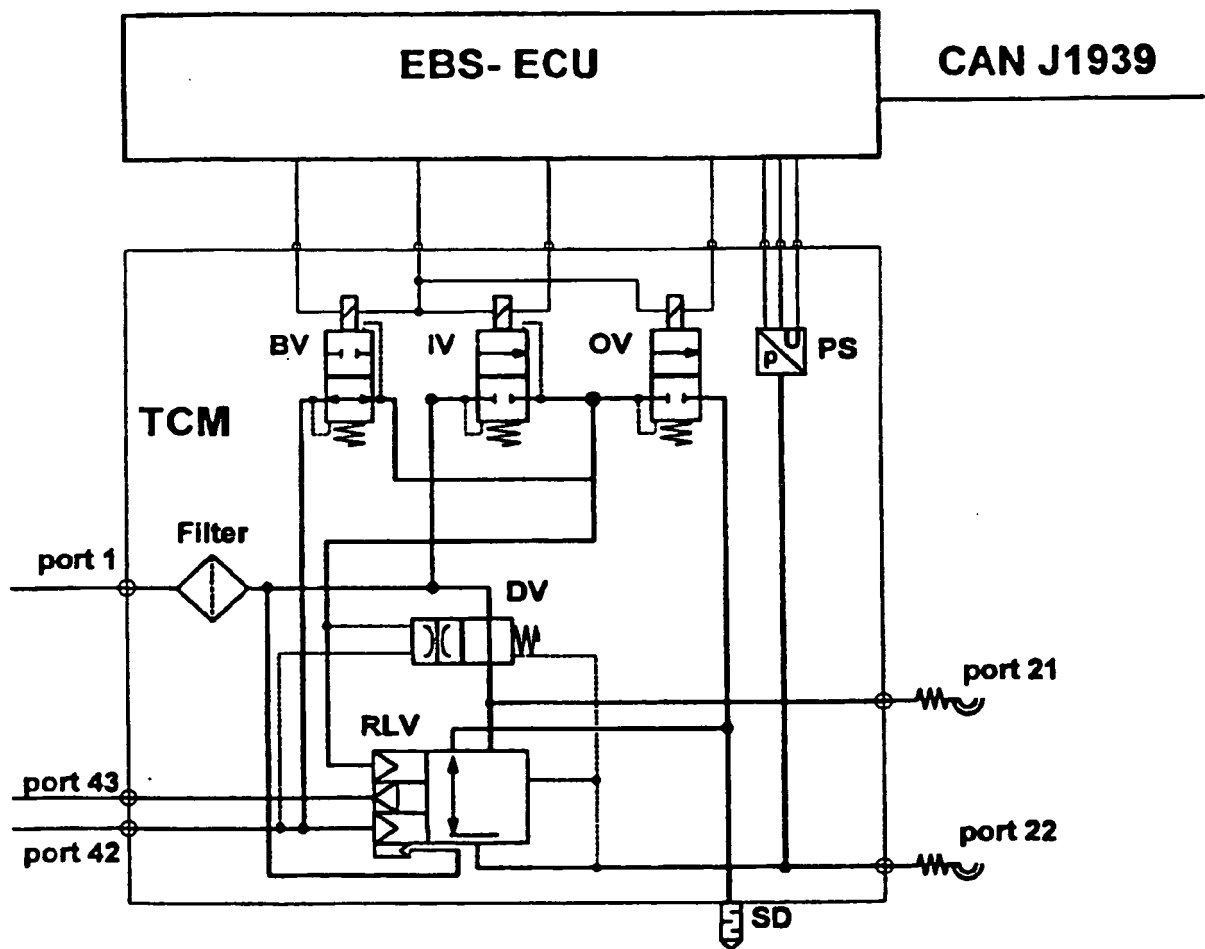 EBS- ECU
CAN J1939
BV
IV
OV
U
p
PS
TCM
Filter
port 1
DV
port 21
RLV
port 43
port 42
port 22
SD